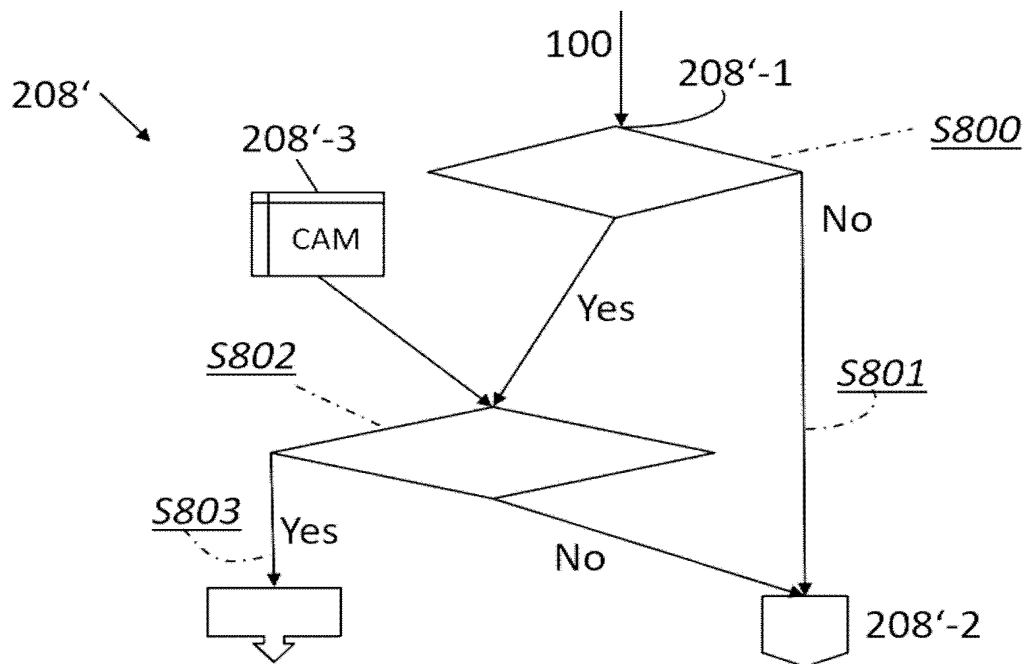 100
208‘-1
208‘
S800
208‘-3
No
CAM
Yes
S802
S801
S803
Yes
No
208‘-2